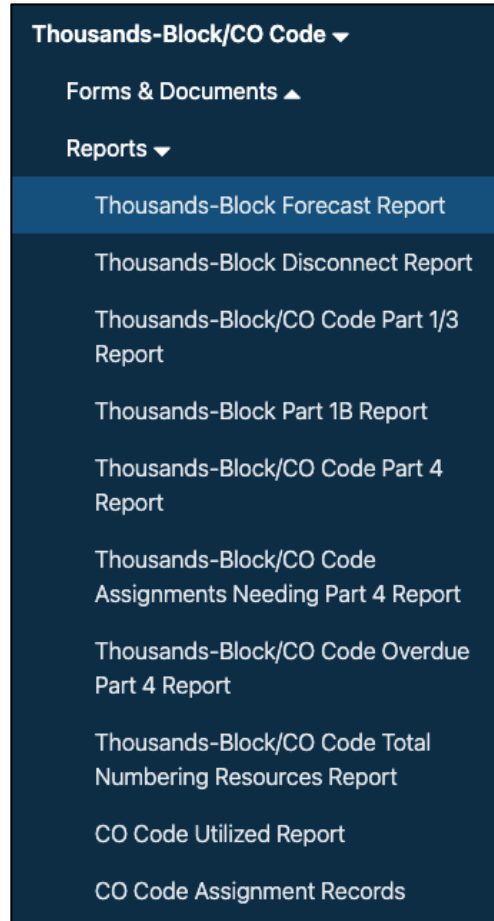 Thousands-Block/CO Code
Forms & Documents
Reports
Thousands-Block Forecast Report
Thousands-Block Disconnect Report
Thousands-Block/CO Code Part 1/3
Report
Thousands-Block Part 1B Report
Thousands-Block/CO Code Part 4
Report
Thousands-Block/CO Code
Assignments Needing Part 4 Report
Thousands-Block/CO Code Overdue
Part 4 Report
Thousands-Block/CO Code Total
Numbering Resources Report
CO Code Utilized Report
CO Code Assignment Records